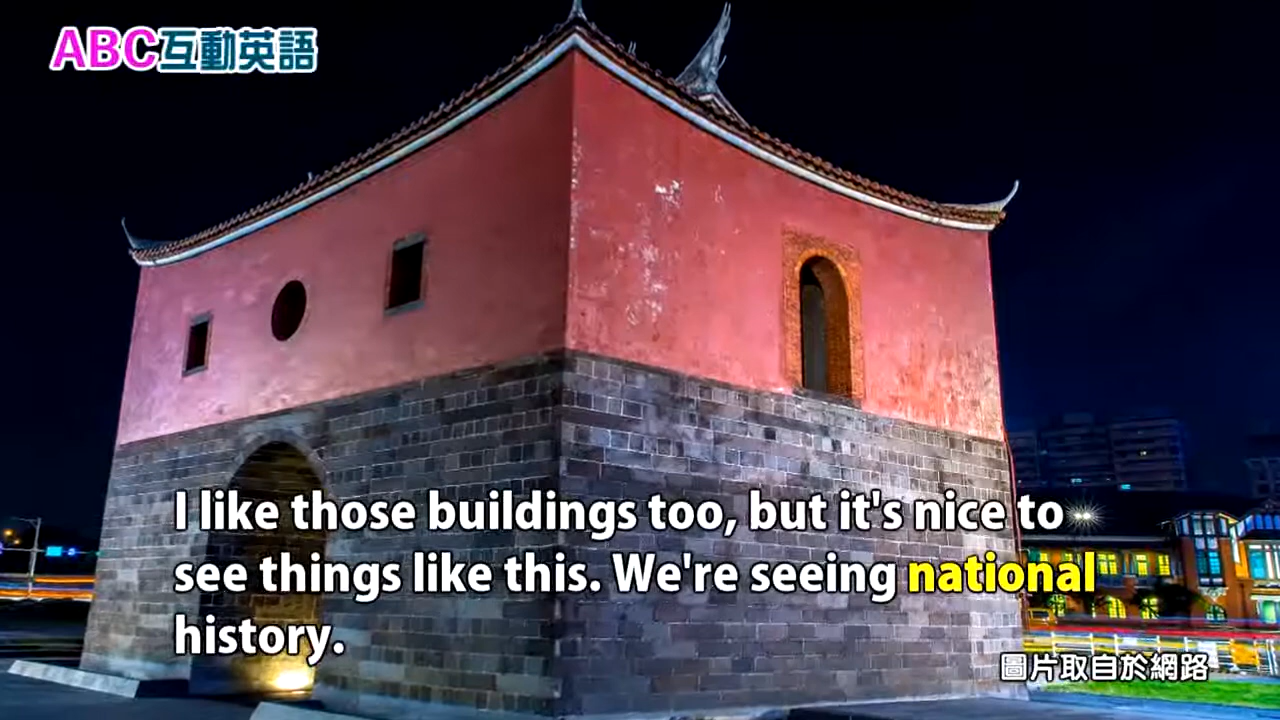 ABC互動英語
I like those buildings too, but it's nice to
see things like this. We're seeing national
history.
圖片取自於網路